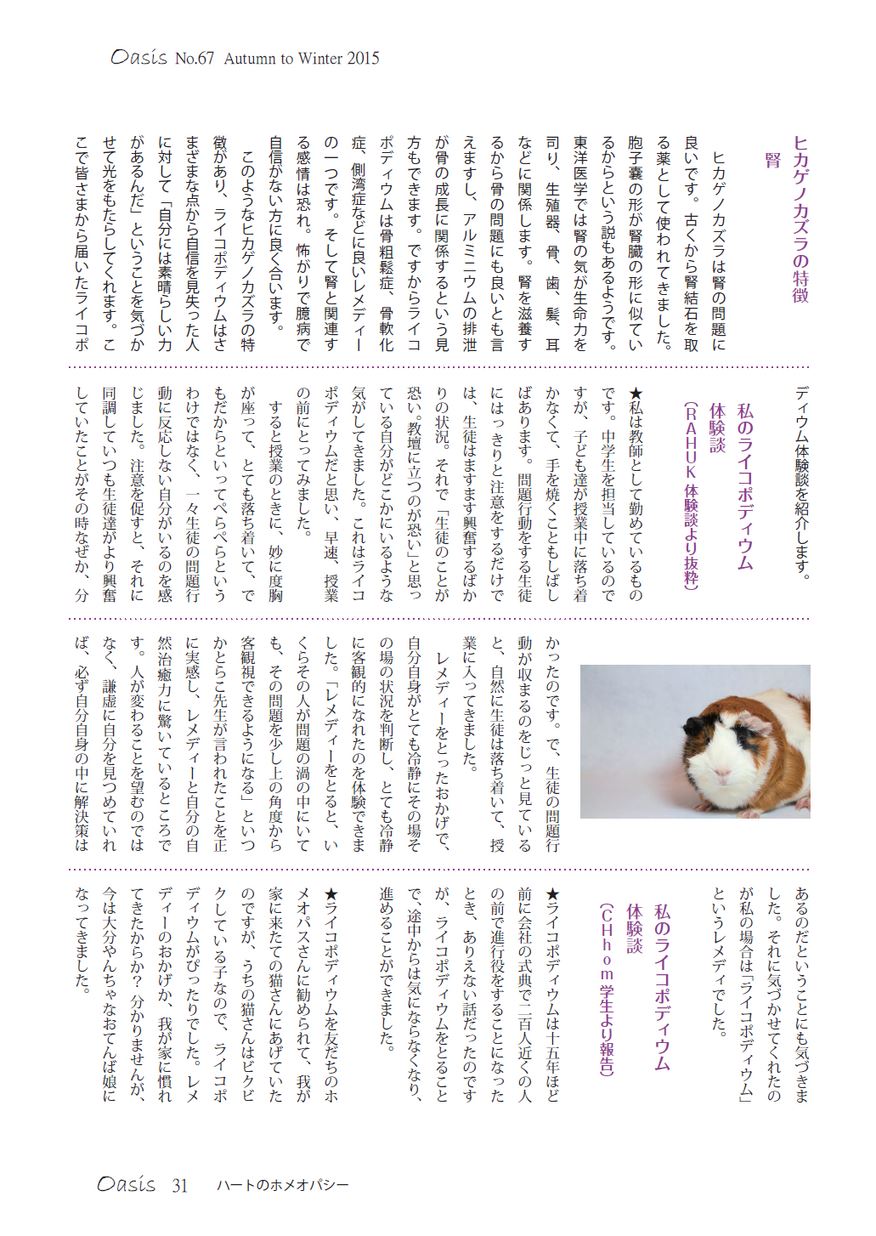 Oasis No.67 Autumn to Winter 2015
ヒカゲノカズラの特徴
腎
ヒカゲノカズラは腎の問題に
良いです。古くから腎結石を取
る薬として使われてきました。
胞子嚢の形が腎臓の形に似てい
るからという説もあるようです。
東洋医学では腎の気が生命力を
司り、生殖器、骨、歯、髪、耳
などに関係します。腎を滋養す
るから骨の問題にも良いとも言
えますし、アルミニウムの排泄
が骨の成長に関係するという見
方もできます。ですからライコ
ポディウムは骨粗鬆症、骨軟化
症、側湾症などに良いレメディー
の一つです。そして腎と関連す
る感情は恐れ。怖がりで臆病で
自信がない方に良く合います。
このようなヒカゲノカズラの特
徴があり、ライコポディウムはさ
まざまな点から自信を見失った人
に対して「自分には素晴らしい力
があるんだ」ということを気づか
せて光をもたらしてくれます。こ
こで皆さまから届いたライコポ
ディウム体験談を紹介します。
私のライコポディウム
体験談
（RAHUK 体験談より抜粋）
★私は教師として勤めているもの
です。中学生を担当しているので
すが、子ども達が授業中に落ち着
かなくて、手を焼くこともしばし
ばあります。問題行動をする生徒
にはっきりと注意をするだけで
は、生徒はますます興奮するばか
りの状況。それで「生徒のことが
恐い。教壇に立つのが恐い」と思っ
ている自分がどこかにいるような
気がしてきました。これはライコ
ポディウムだと思い、早速、授業
の前にとってみました。
すると授業のときに、妙に度胸
が座って、とても落ち着いて、で
もだからといってぺらぺらという
わけではなく、一々生徒の問題行
動に反応しない自分がいるのを感
じました。注意を促すと、それに
同調していつも生徒達がより興奮
していたことがその時なぜか、分
かったのです。で、生徒の問題行
動が収まるのをじっと見ている
と、自然に生徒は落ち着いて、授
業に入ってきました。
レメディーをとったおかげで、
自分自身がとても冷静にその場そ
の場の状況を判断し、とても冷静
に客観的になれたのを体験できま
した。「レメディーをとると、い
くらその人が問題の渦の中にいて
も、その問題を少し上の角度から
客観視できるようになる」といつ
かとらこ先生が言われたことを正
に実感し、レメディーと自分の自
然治癒力に驚いているところで
す。人が変わることを望むのでは
なく、謙虚に自分を見つめていれ
ば、必ず自分自身の中に解決策は
あるのだということにも気づきま
した。それに気づかせてくれたの
が私の場合は「ライコポディウム」
というレメディでした。
私のライコポディウム
体験談
（CHhom 学生より報告）
★ライコポディウムは十五年ほど
前に会社の式典で二百人近くの人
の前で進行役をすることになった
とき、ありえない話だったのです
が、ライコポディウムをとること
で、途中からは気にならなくなり、
進めることができました。
★ライコポディウムを友だちのホ
メオパスさんに勧められて、我が
家に来たての猫さんにあげていた
のですが、うちの猫さんはビクビ
クしている子なので、ライコポ
ディウムがぴったりでした。レメ
ディーのおかげか、我が家に慣れ
てきたからか？ 分かりませんが、
今は大分やんちゃなおてんば娘に
なってきました。
Oasis 31 ハートのホメオパシー